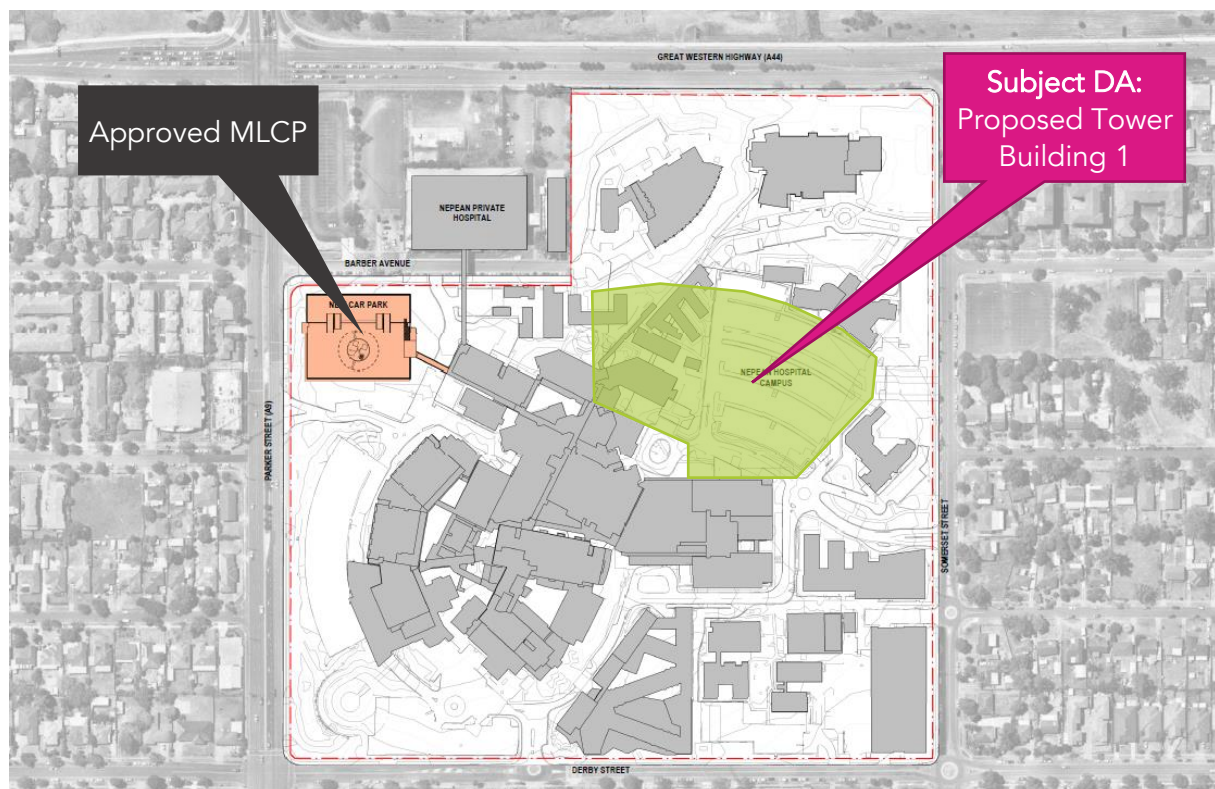 GREAT WESTERN HIGHWAY (A44)
Subject DA:
Proposed Tower
Building 1
Approved MLCP
NEPEAN PRIVATE
HOSPITAL
BARBER AVENUE
NEW CAR PARK
NEPEAN HOSPITAL
CAMPUS
PARKER STREET (A9)
SOMERSET STREET
DERBY STREET